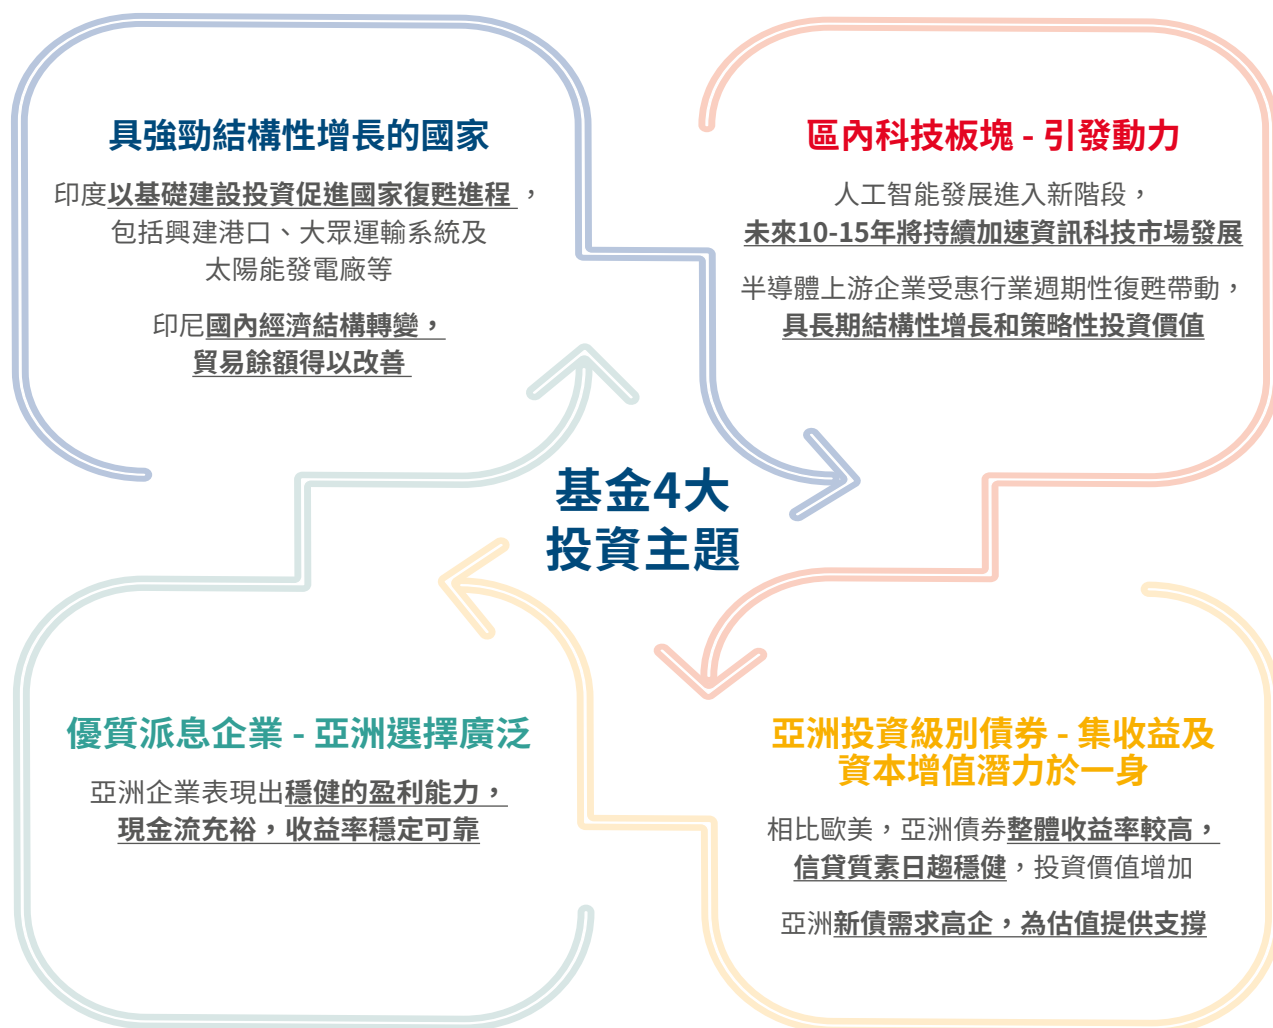 具強勁結構性增長的國家
印度以基礎建設投資促進國家復甦進程，
包括興建港口、大眾運輸系統及
太陽能發電廠等
印尼國內經濟結構轉變，
貿易餘額得以改善
區內科技板塊 - 引發動力
人工智能發展進入新階段，
未來10-15年將持續加速資訊科技市場發展
半導體上游企業受惠行業週期性復甦帶動，
具長期結構性增長和策略性投資價值
基金4大
投資主題
優質派息企業 - 亞洲選擇廣泛
亞洲企業表現出穩健的盈利能力，
現金流充裕，收益率穩定可靠
亞洲投資級別債券 - 集收益及
資本增值潛力於一身
相比歐美，亞洲債券整體收益率較高，
信貸質素日趨穩健，投資價值增加
亞洲新債需求高企，為估值提供支撐